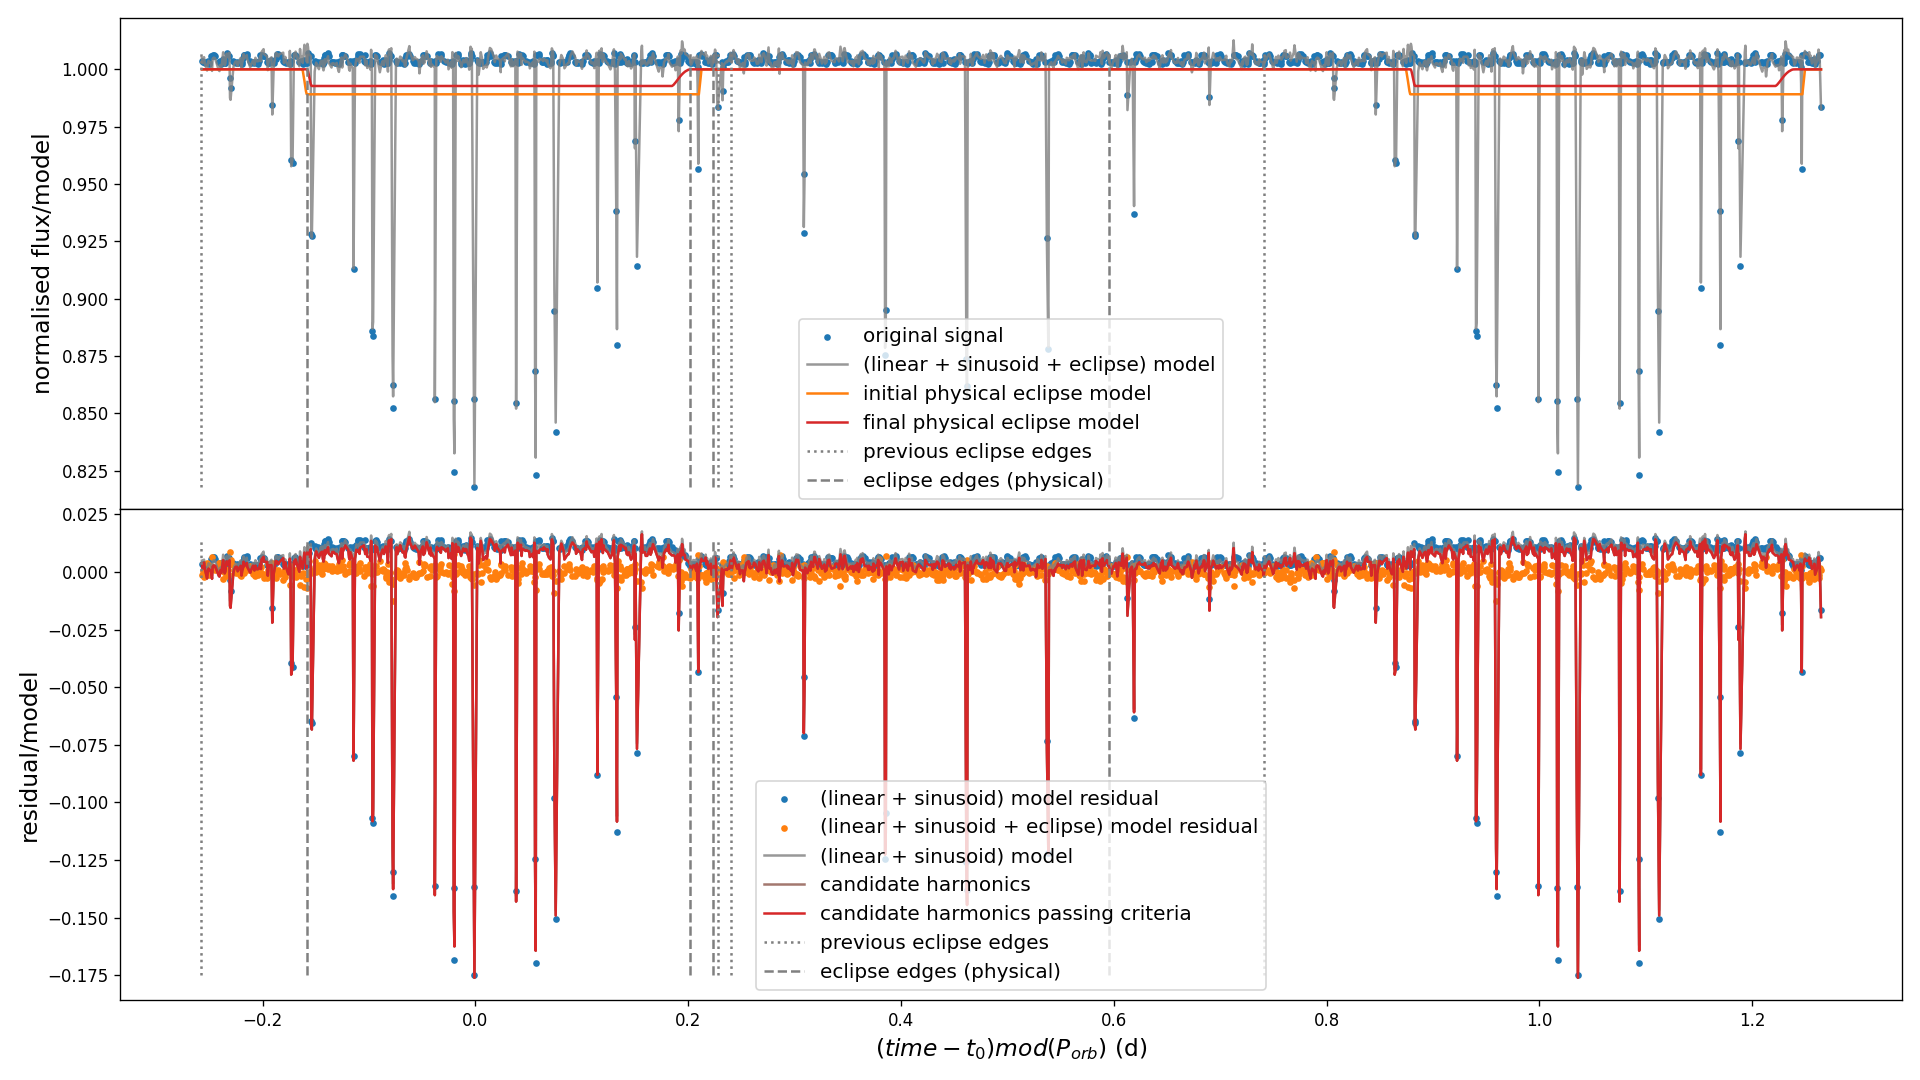 normalised flux/model
1.000
0.975
0.950
0.925
0.900
0.875
0.850
0.825
original signal
(linear + sinusoid + eclipse) model
initial physical eclipse model
final physical eclipse model
previous eclipse edges
eclipse edges (physical)
residual/model
0.025
0.000
−0.025
−0.050
−0.075
−0.100
−0.125
−0.150
−0.175
(linear + sinusoid) model residual
(linear + sinusoid + eclipse) model residual
(linear + sinusoid) model
candidate harmonics
candidate harmonics passing criteria
previous eclipse edges
eclipse edges (physical)
−0.2 0.0 0.2 0.4 0.6 0.8 1.0 1.2
(time − t₀)mod(P_orb) (d)